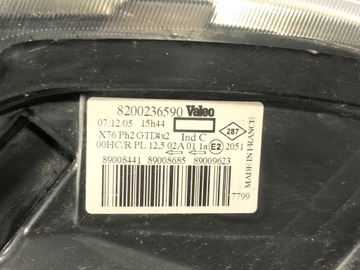 8200236590 Valeo
07/12/05 15h44
X76 Ph2 GTD4x2 Ind C 287
00HC/R PL 12,5 02A 01 1a E2 2051
89008441 89008685 89009623
7799
MADE IN FRANCE